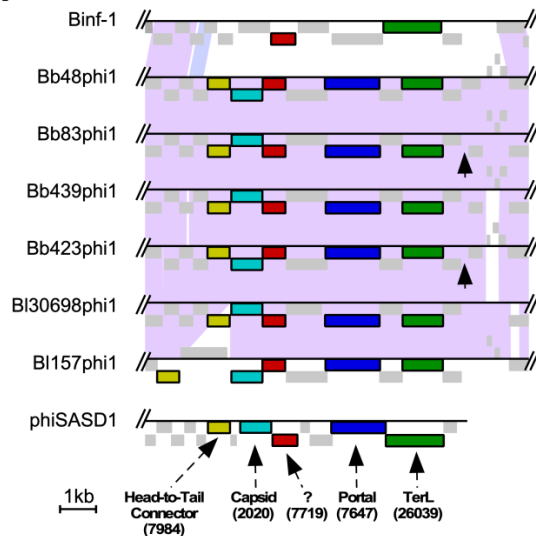 Binf-1
Bb48phi1
Bb83phi1
Bb439phi1
Bb423phi1
Bl30698phi1
Bl157phi1
phiSASD1
1kb
Head-to-Tail
Connector
(7984)
Capsid
(2020)
?
(7719)
Portal
(7647)
TerL
(26039)